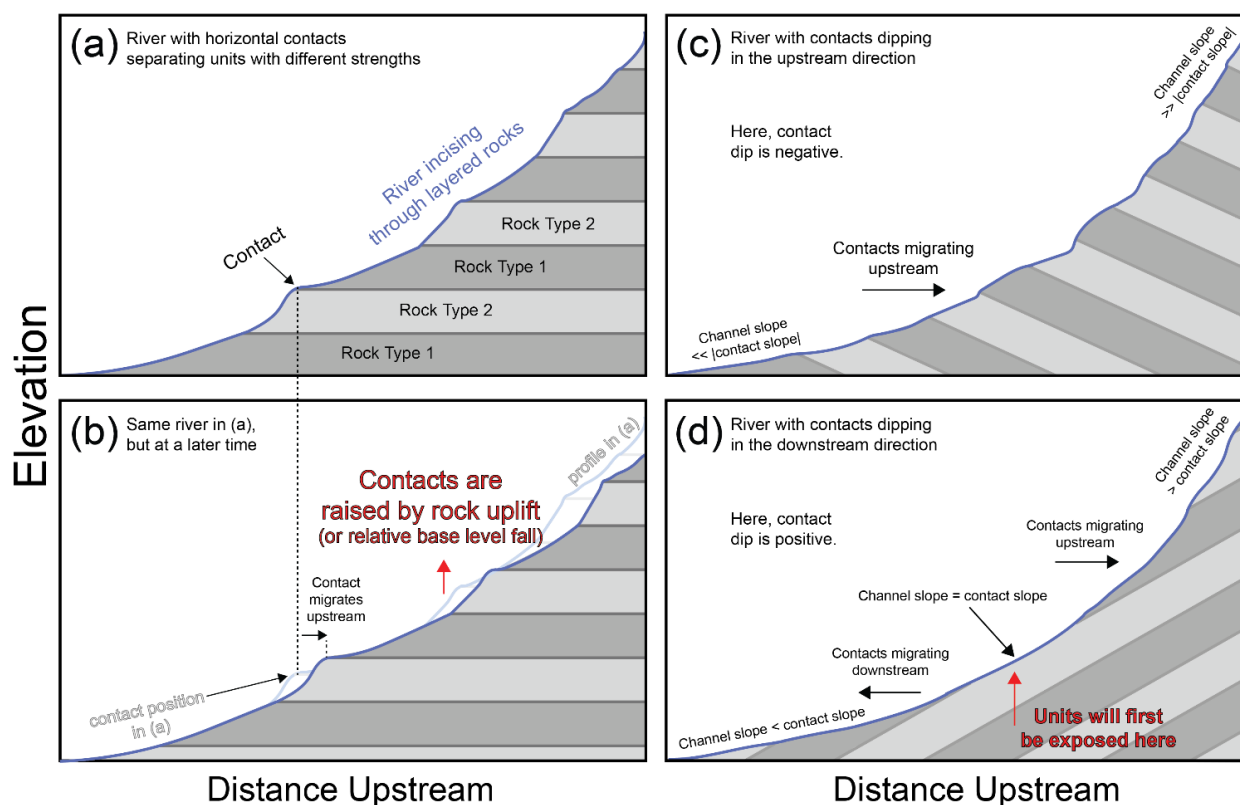 Elevation
(a)
River with horizontal contacts
separating units with different strengths
River incising
through layered rocks
Contact
Rock Type 2
Rock Type 1
Rock Type 2
Rock Type 1
(b)
Same river in (a),
but at a later time
profile in (a)
Contacts are
raised by rock uplift
(or relative base level fall)
Contact
migrates
upstream
contact position
in (a)
Distance Upstream
(c)
River with contacts dipping
in the upstream direction
Channel slope
>> |contact slope|
Here, contact
dip is negative.
Contacts migrating
upstream
Channel slope
<< |contact slope|
(d)
River with contacts dipping
in the downstream direction
Channel slope
> contact slope
Here, contact
dip is positive.
Contacts migrating
upstream
Channel slope = contact slope
Contacts migrating
downstream
Channel slope < contact slope
Units will first
be exposed here
Distance Upstream